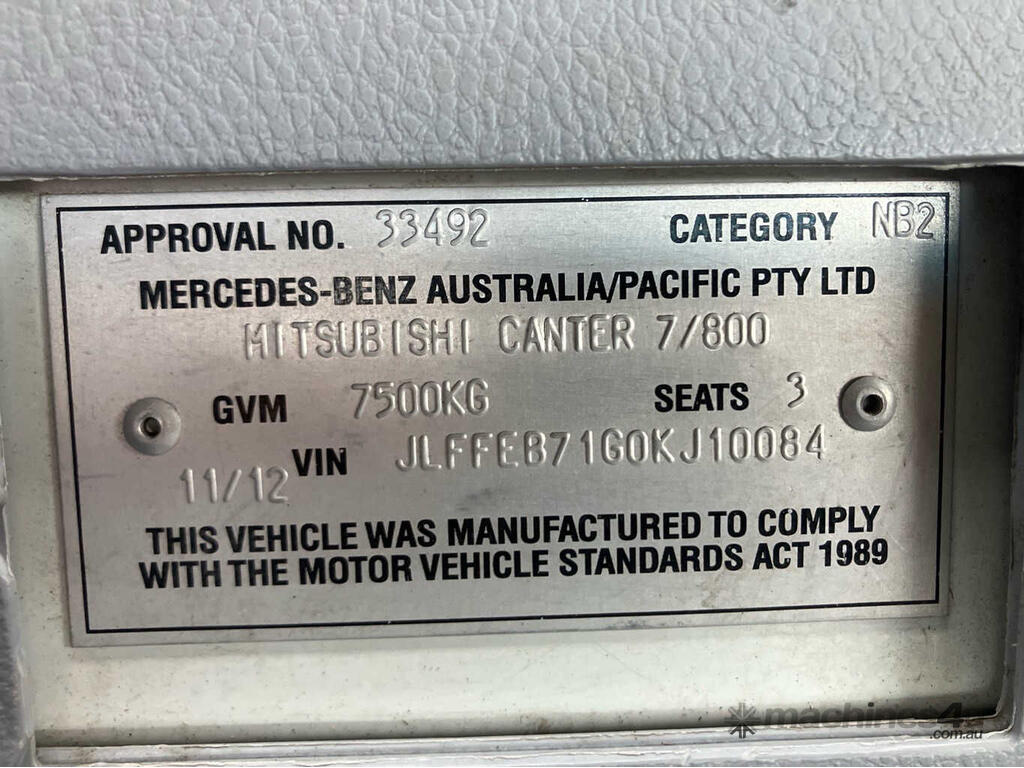 APPROVAL NO. 33492 CATEGORY NB2
MERCEDES-BENZ AUSTRALIA/PACIFIC PTY LTD
MITSUBISHI CANTER 7/800
GVM 7500KG SEATS 3
11/12 VIN JLFFEB71G0KJ10084
THIS VEHICLE WAS MANUFACTURED TO COMPLY
WITH THE MOTOR VEHICLE STANDARDS ACT 1989
machines4u
.com.au